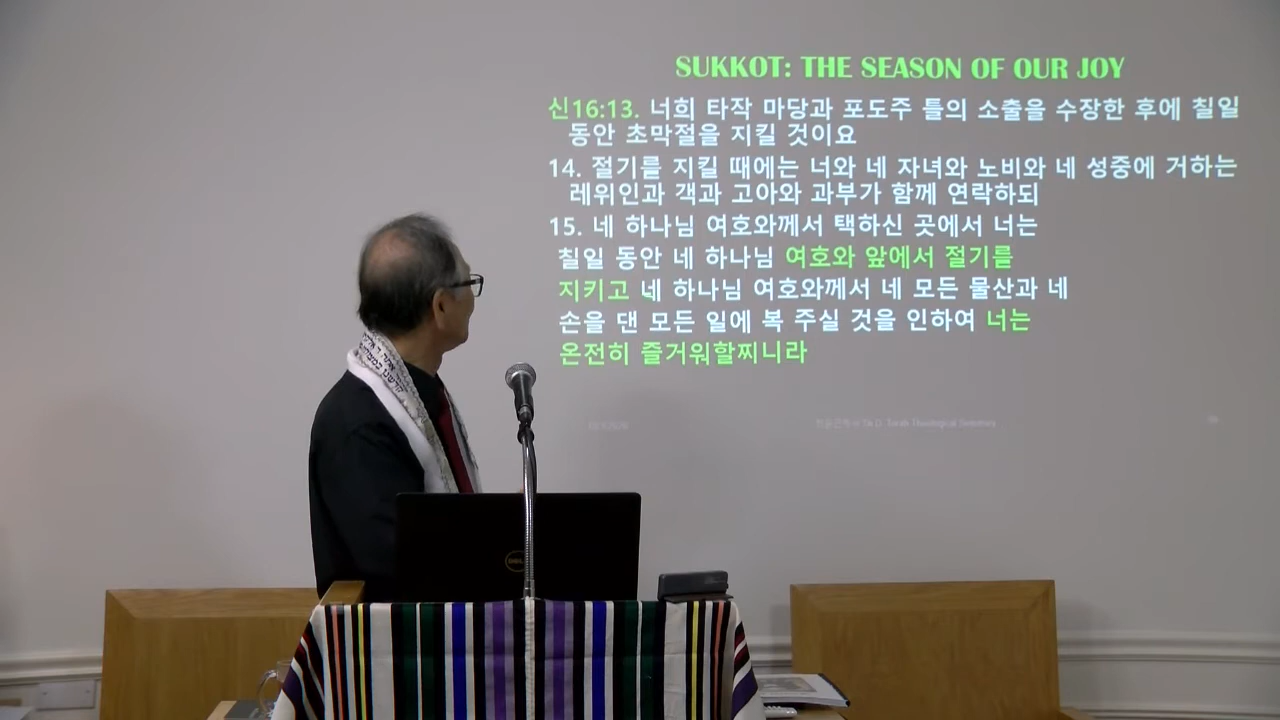 SUKKOT: THE SEASON OF OUR JOY
신16:13. 너희 타작 마당과 포도주 틀의 소출을 수장한 후에 칠일
동안 초막절을 지킬 것이요
14. 절기를 지킬 때에는 너와 네 자녀와 노비와 네 성중에 거하는
레위인과 객과 고아와 과부가 함께 연락하되
15. 네 하나님 여호와께서 택하신 곳에서 너는
칠일 동안 네 하나님 여호와 앞에서 절기를
지키고 네 하나님 여호와께서 네 모든 물산과 네
손을 댄 모든 일에 복 주실 것을 인하여 너는
온전히 즐거워할찌니라
Torah Theological Seminary
DELL